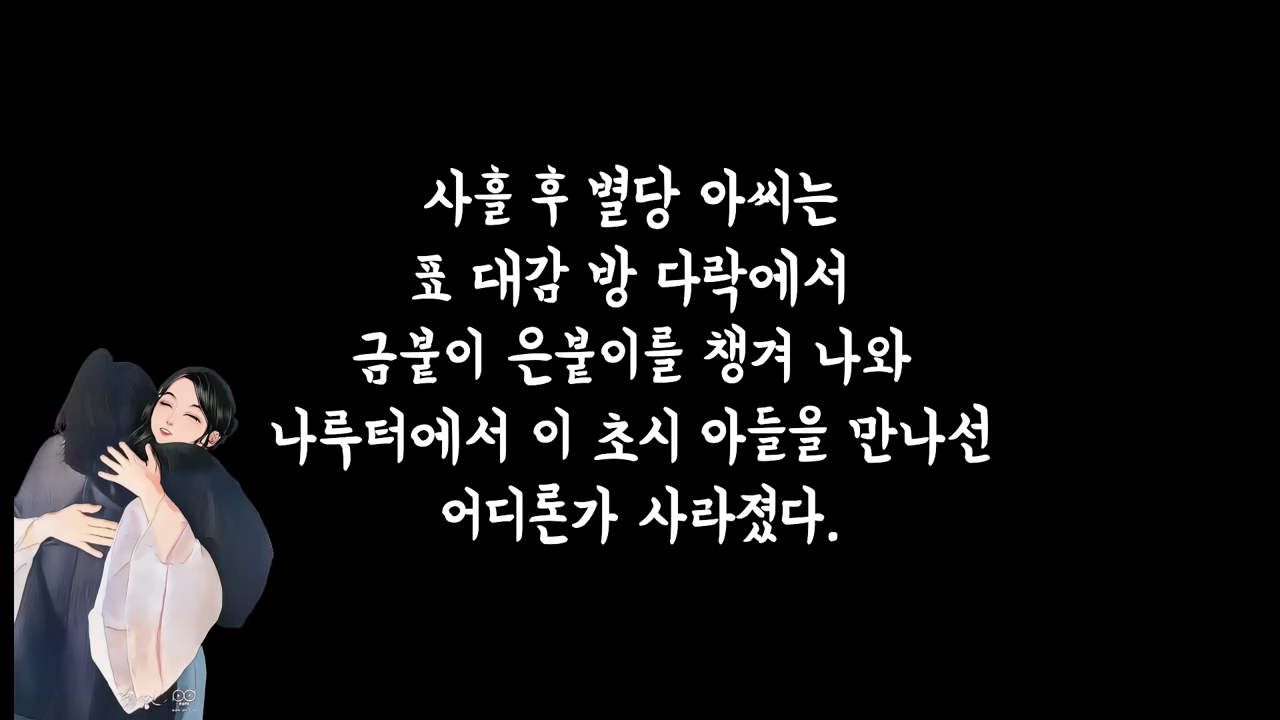 사흘 후 별당 아씨는
표 대감 방 다락에서
금붙이 은붙이를 챙겨 나와
나루터에서 이 초시 아들을 만나선
어디론가 사라졌다.